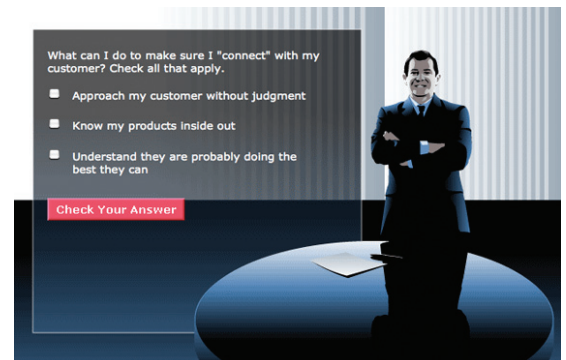 What can I do to make sure I "connect" with my
customer? Check all that apply.
Approach my customer without judgment
Know my products inside out
Understand they are probably doing the
best they can
Check Your Answer